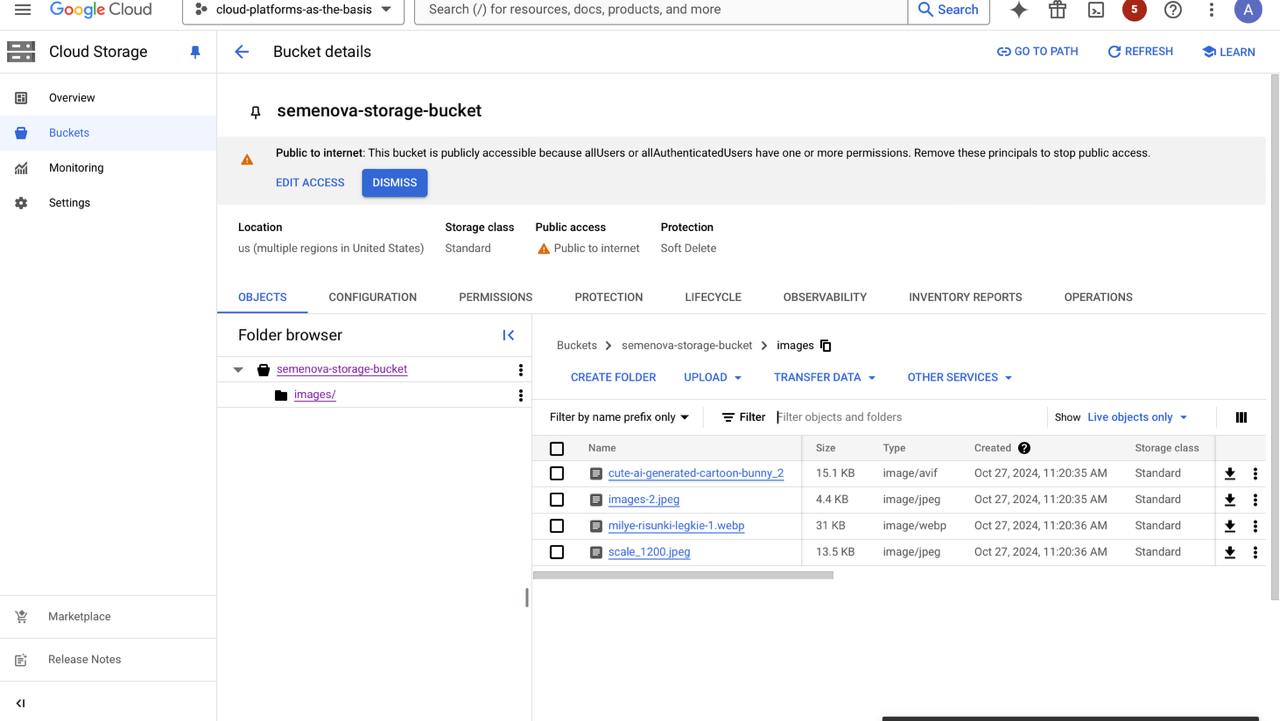 Google Cloud
cloud-platforms-as-the-basis
Search (/) for resources, docs, products, and more
Search
5
A
Cloud Storage
Bucket details
GO TO PATH
REFRESH
LEARN
Overview
Buckets
Monitoring
Settings
Marketplace
Release Notes
semenova-storage-bucket
Public to internet: This bucket is publicly accessible because allUsers or allAuthenticatedUsers have one or more permissions. Remove these principals to stop public access.
EDIT ACCESS
DISMISS
Location Storage class Public access Protection
us (multiple regions in United States) Standard Public to internet Soft Delete
OBJECTS CONFIGURATION PERMISSIONS PROTECTION LIFECYCLE OBSERVABILITY INVENTORY REPORTS OPERATIONS
Folder browser
semenova-storage-bucket
images/
Buckets > semenova-storage-bucket > images
CREATE FOLDER UPLOAD TRANSFER DATA OTHER SERVICES
Filter by name prefix only Filter Filter objects and folders Show Live objects only
Name Size Type Created Storage class
cute-ai-generated-cartoon-bunny_2 15.1 KB image/avif Oct 27, 2024, 11:20:35 AM Standard
images-2.jpeg 4.4 KB image/jpeg Oct 27, 2024, 11:20:35 AM Standard
milye-risunki-legkie-1.webp 31 KB image/webp Oct 27, 2024, 11:20:36 AM Standard
scale_1200.jpeg 13.5 KB image/jpeg Oct 27, 2024, 11:20:36 AM Standard